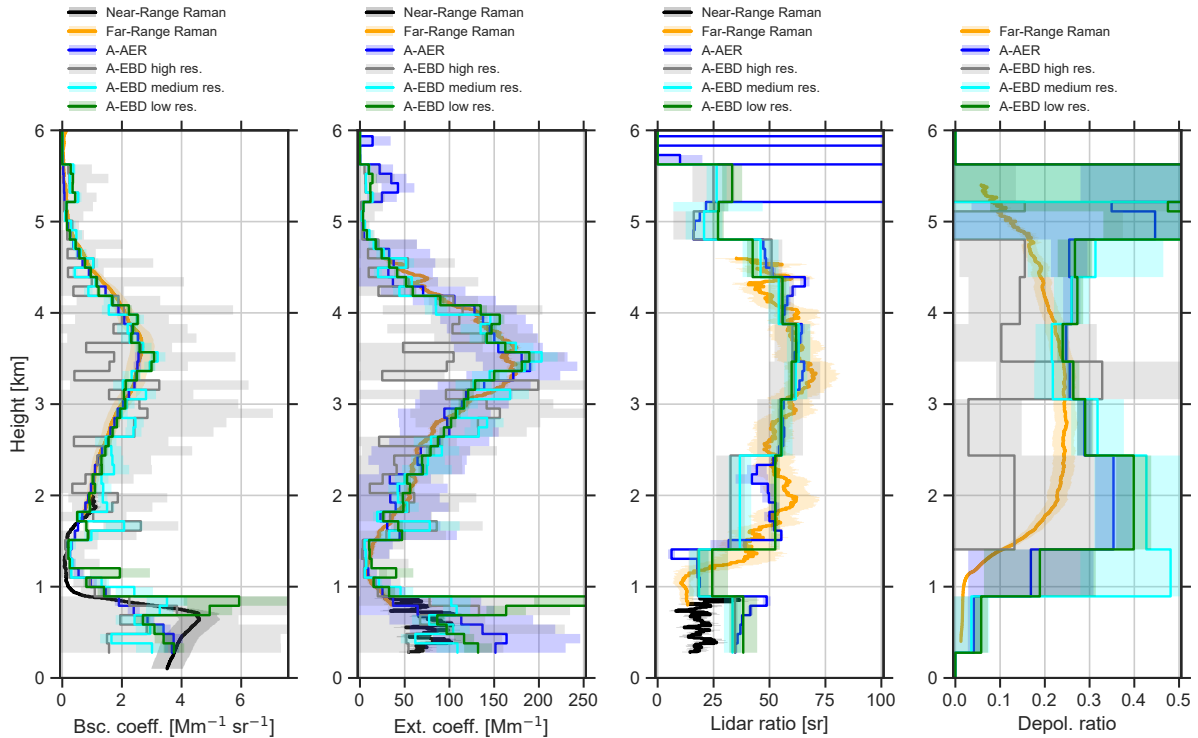 Near-Range Raman
Far-Range Raman
A-AER
A-EBD high res.
A-EBD medium res.
A-EBD low res.
Near-Range Raman
Far-Range Raman
A-AER
A-EBD high res.
A-EBD medium res.
A-EBD low res.
Near-Range Raman
Far-Range Raman
A-AER
A-EBD high res.
A-EBD medium res.
A-EBD low res.
Far-Range Raman
A-AER
A-EBD high res.
A-EBD medium res.
A-EBD low res.
Height [km]
6
5
4
3
2
1
0
0 2 4 6
Bsc. coeff. [Mm⁻¹ sr⁻¹]
6
5
4
3
2
1
0
0 50 100 150 200 250
Ext. coeff. [Mm⁻¹]
6
5
4
3
2
1
0
0 25 50 75 100
Lidar ratio [sr]
6
5
4
3
2
1
0
0.0 0.1 0.2 0.3 0.4 0.5
Depol. ratio